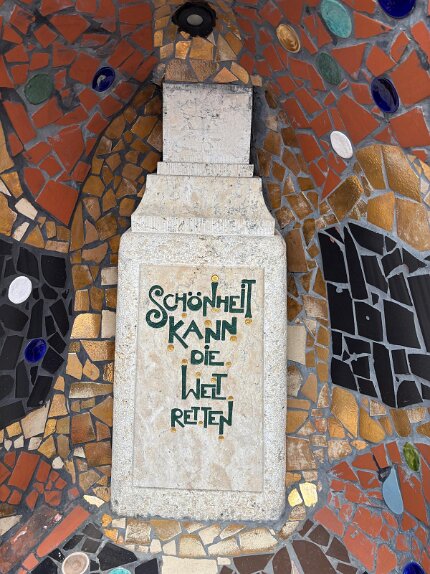 SCHÖNHEIT
KANN
DIE
WELT
RETTEN